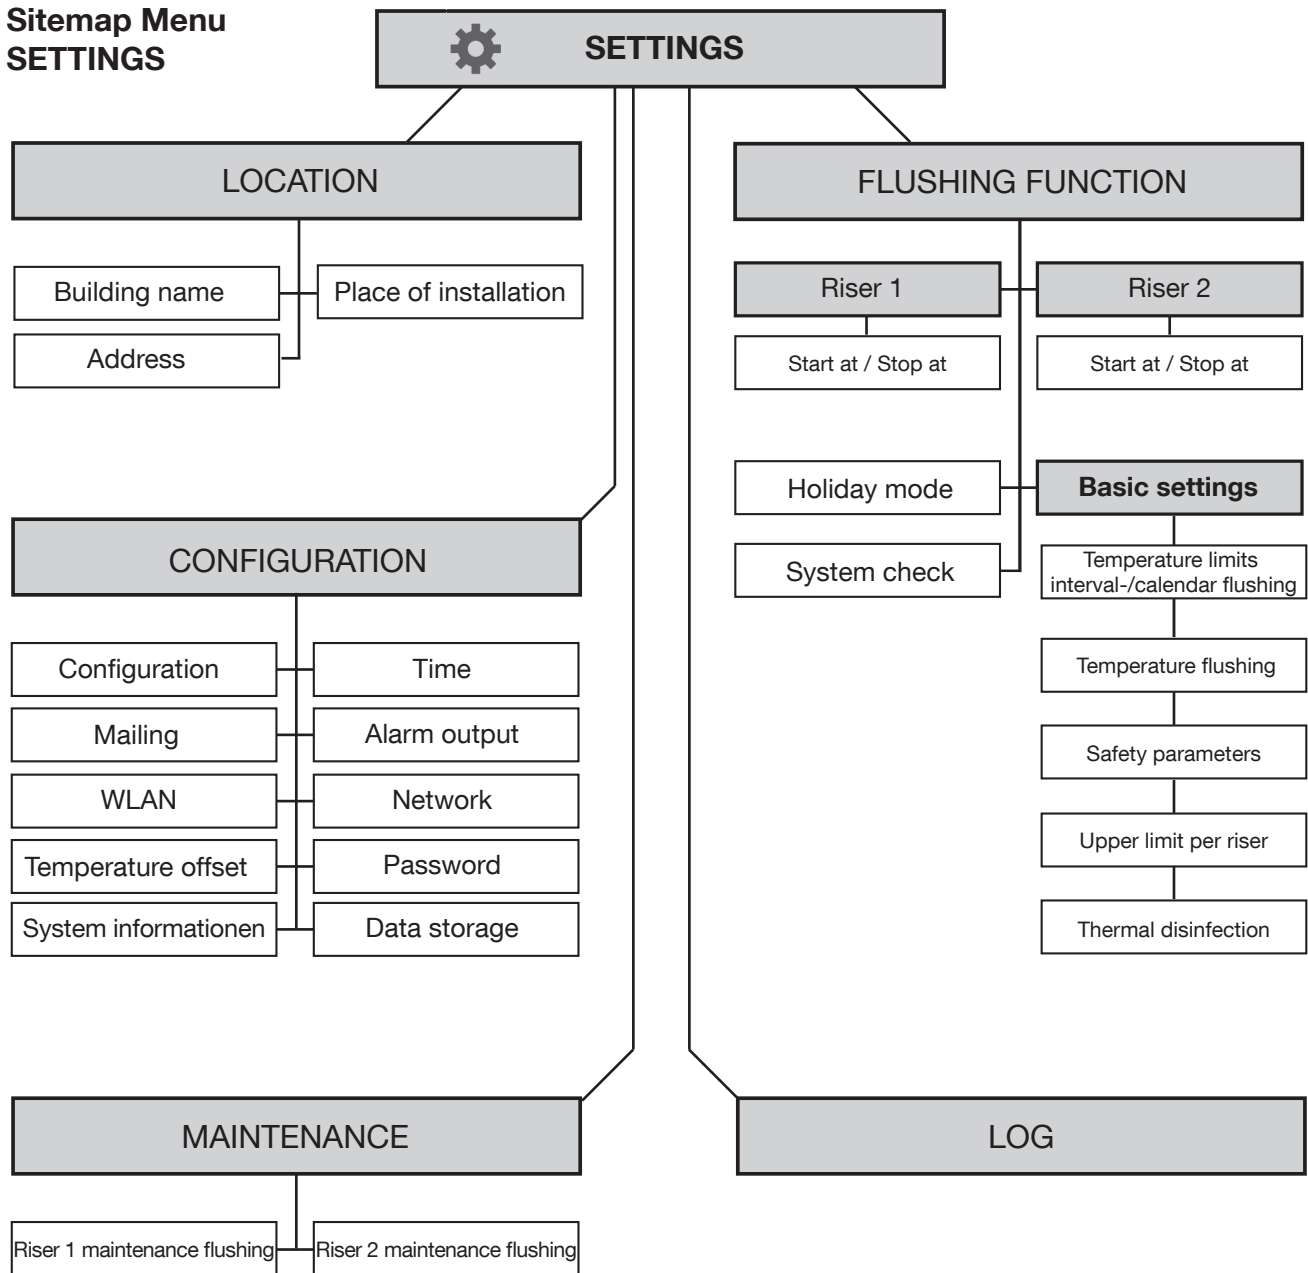 Sitemap Menu
SETTINGS
SETTINGS
LOCATION
Building name
Place of installation
Address
FLUSHING FUNCTION
Riser 1
Riser 2
Start at / Stop at
Start at / Stop at
Holiday mode
Basic settings
System check
Temperature limits
interval-/calendar flushing
Temperature flushing
Safety parameters
Upper limit per riser
Thermal disinfection
CONFIGURATION
Configuration
Time
Mailing
Alarm output
WLAN
Network
Temperature offset
Password
System informationen
Data storage
MAINTENANCE
Riser 1 maintenance flushing
Riser 2 maintenance flushing
LOG